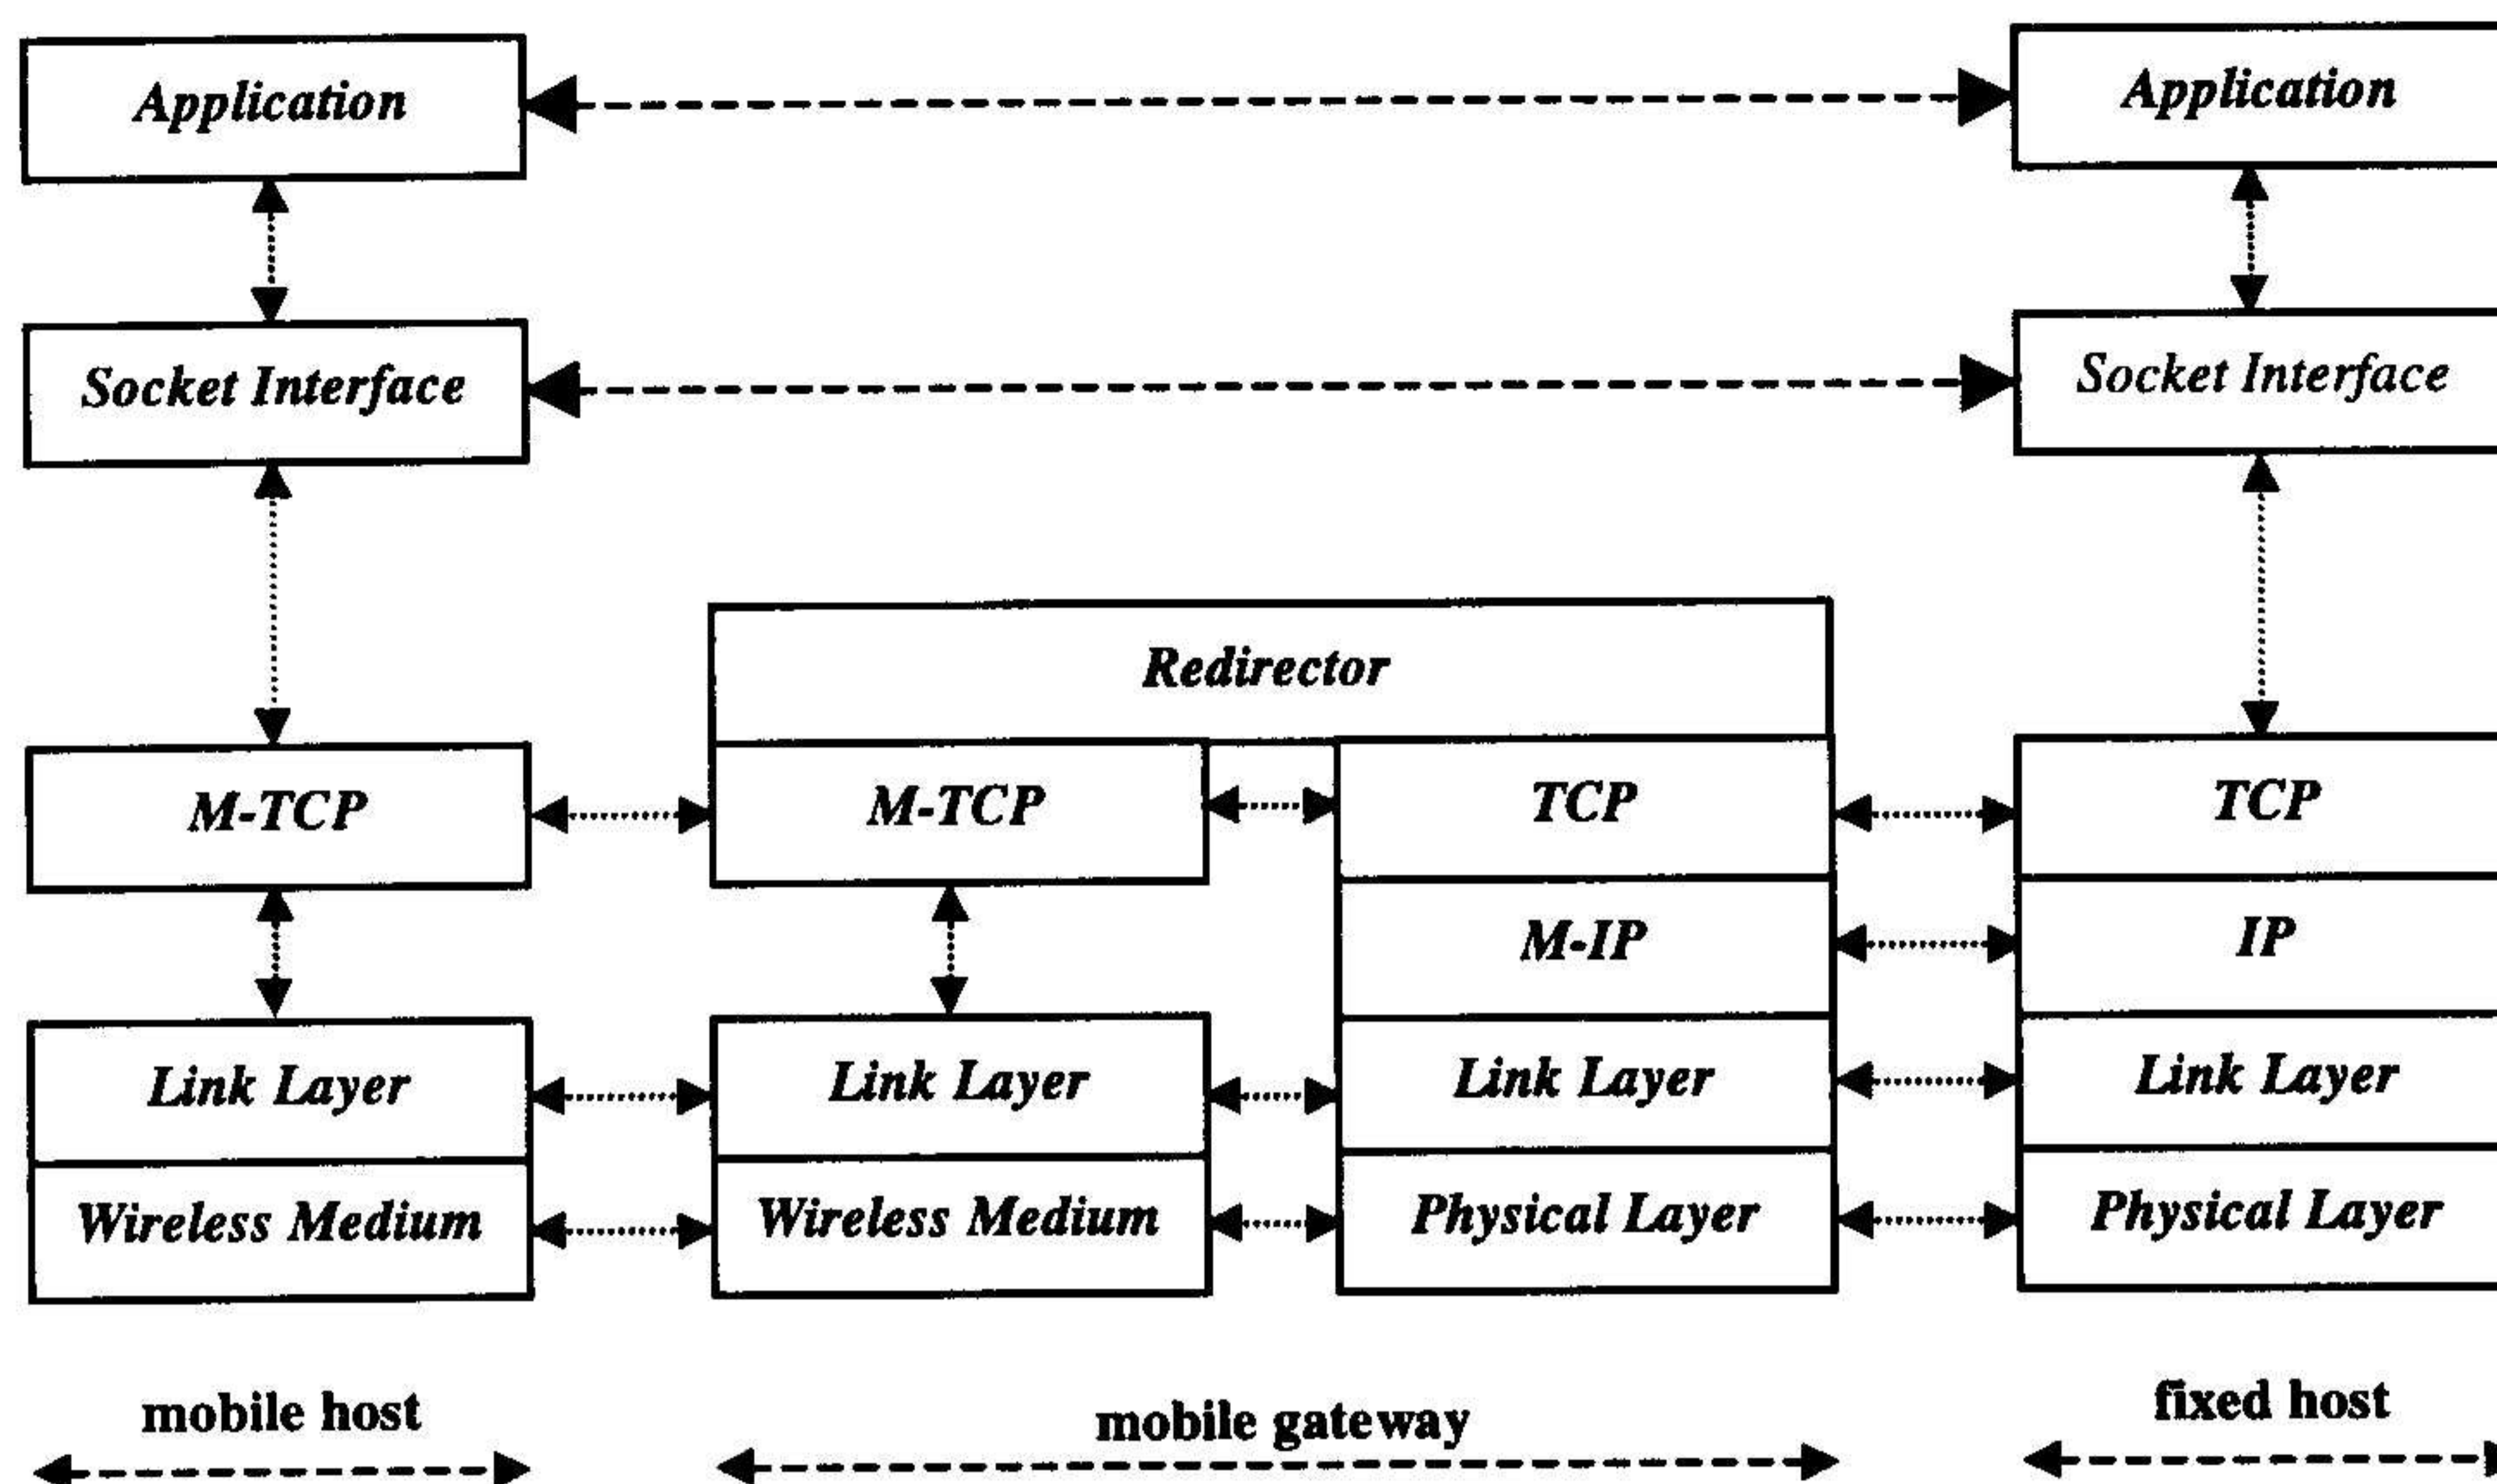 Application
Application
Socket Interface
Socket Interface
Redirector
M-TCP
M-TCP
TCP
TCP
M-IP
IP
Link Layer
Link Layer
Link Layer
Link Layer
Wireless Medium
Wireless Medium
Physical Layer
Physical Layer
mobile host
mobile gateway
fixed host